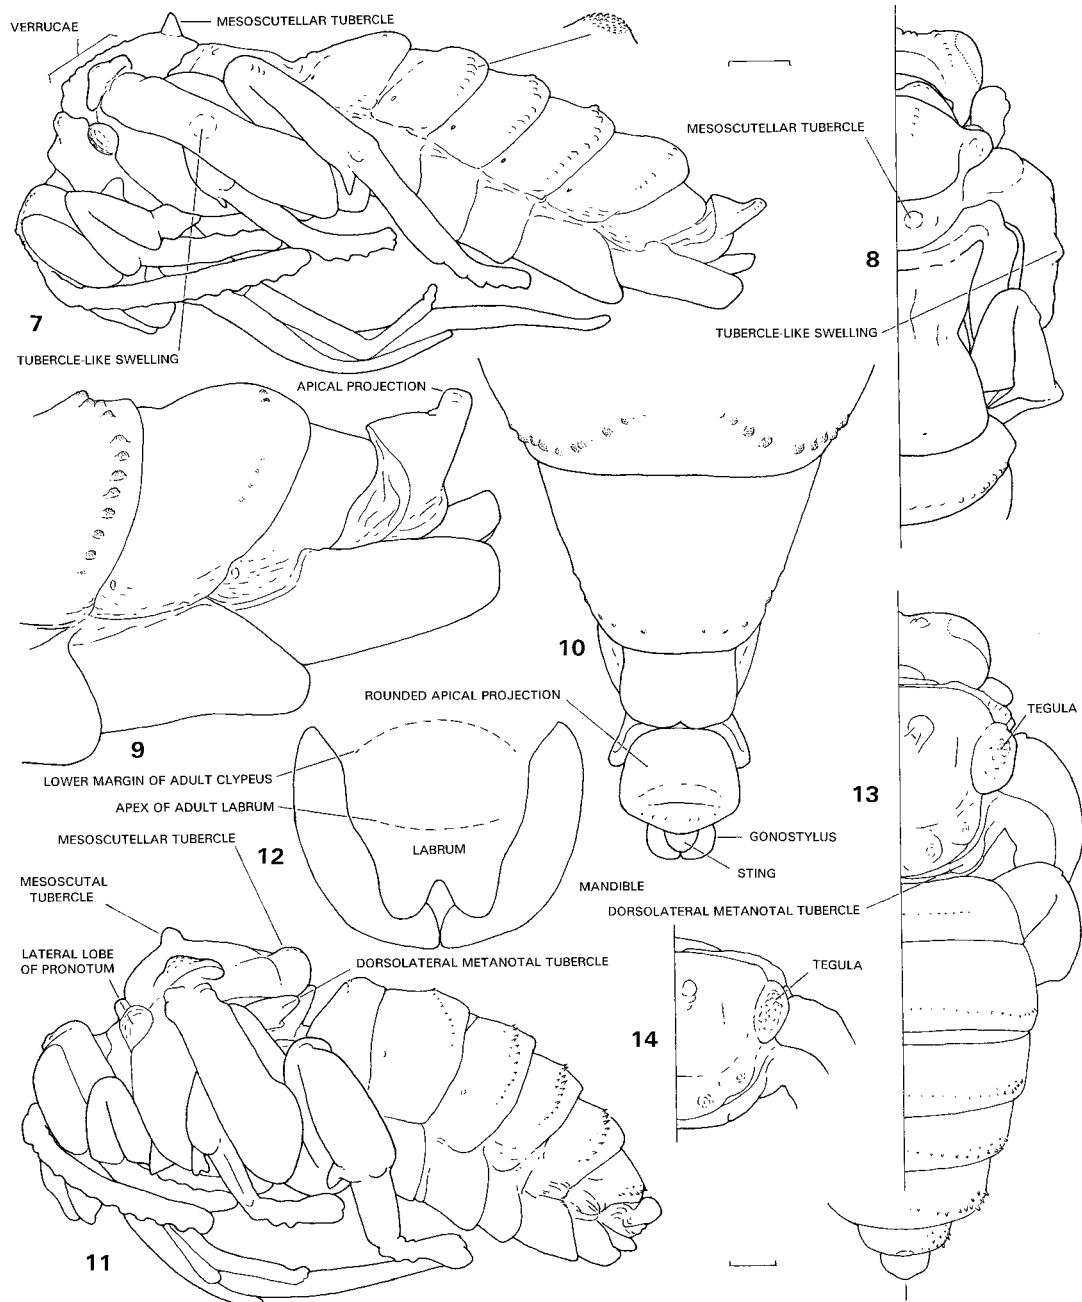 VERRUCAE
MESOSCUTELLAR TUBERCLE
7
TUBERCLE-LIKE SWELLING
MESOSCUTELLAR TUBERCLE
8
TUBERCLE-LIKE SWELLING
APICAL PROJECTION
9
10
ROUNDED APICAL PROJECTION
GONOSTYLUS
STING
LOWER MARGIN OF ADULT CLYPEUS
APEX OF ADULT LABRUM
12
LABRUM
MANDIBLE
MESOSCUTELLAR TUBERCLE
MESOSCUTAL
TUBERCLE
LATERAL LOBE
OF PRONOTUM
DORSOLATERAL METANOTAL TUBERCLE
11
TEGULA
13
DORSOLATERAL METANOTAL TUBERCLE
TEGULA
14